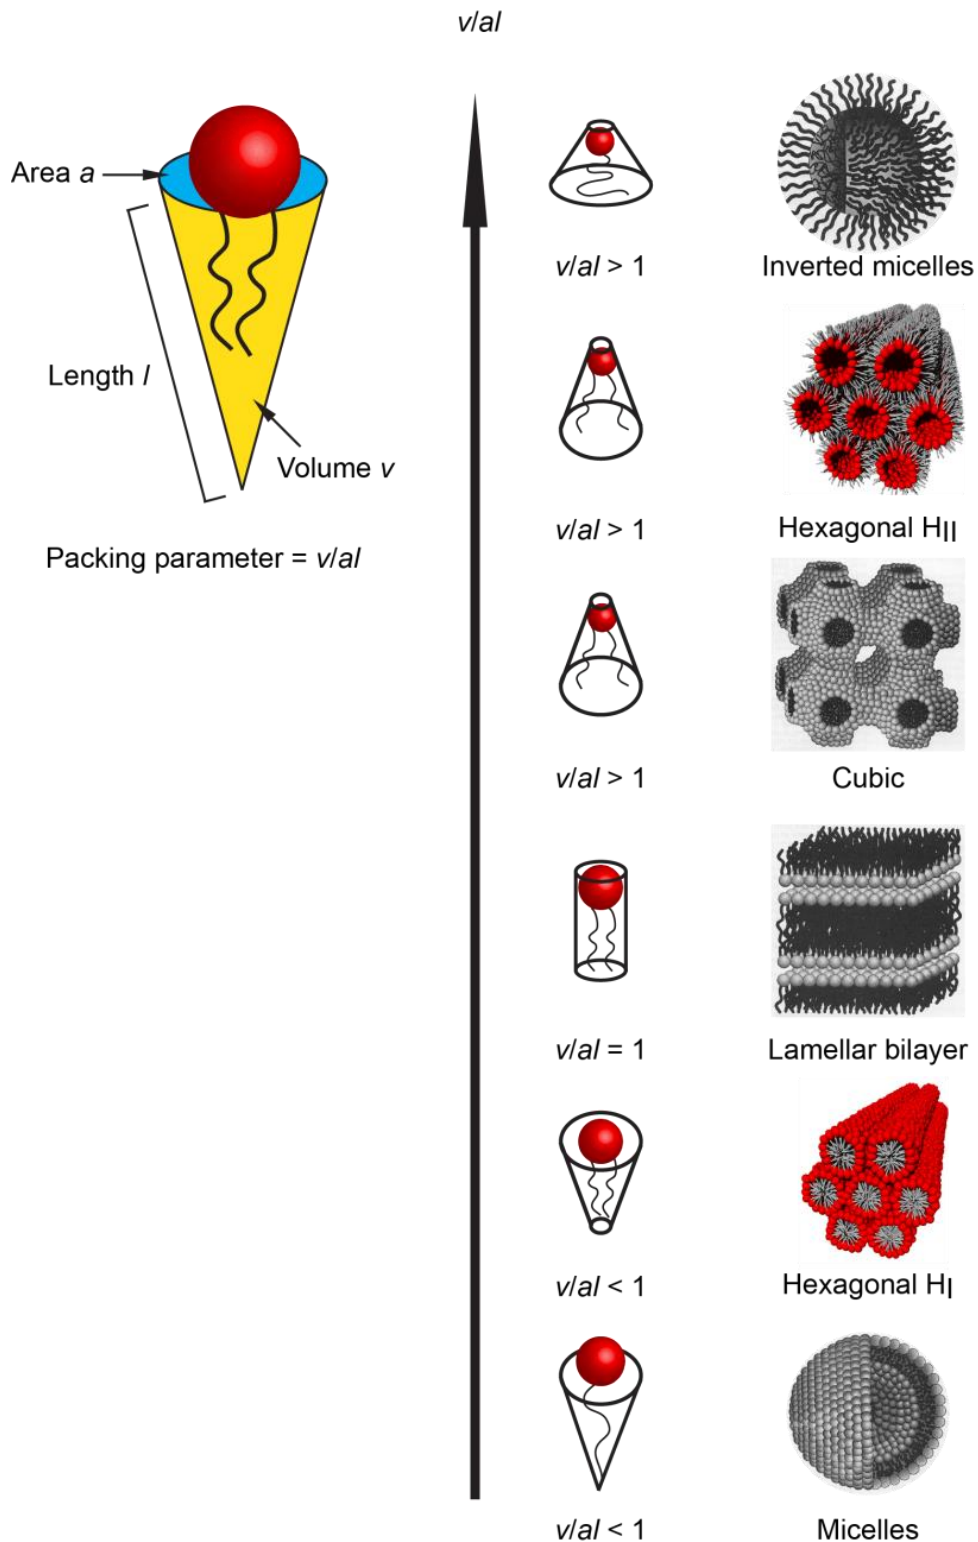 v/al
Area a
Length l
Volume v
Packing parameter = v/al
v/al > 1
Inverted micelles
v/al > 1
Hexagonal HII
v/al > 1
Cubic
v/al = 1
Lamellar bilayer
v/al < 1
Hexagonal HI
v/al < 1
Micelles